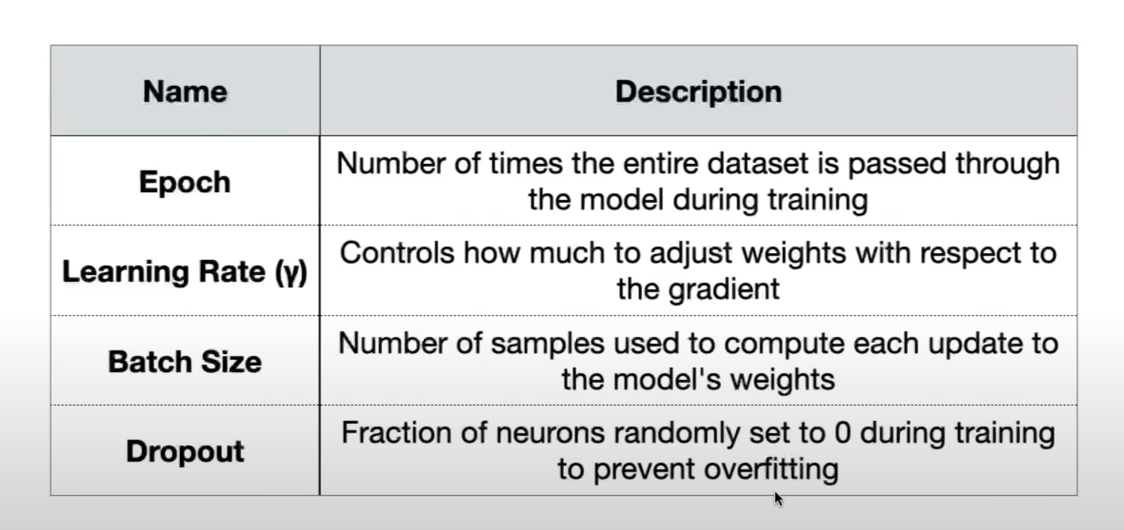 Name
Description
Epoch
Number of times the entire dataset is passed through
the model during training
Learning Rate (γ)
Controls how much to adjust weights with respect to
the gradient
Batch Size
Number of samples used to compute each update to
the model's weights
Dropout
Fraction of neurons randomly set to 0 during training
to prevent overfitting